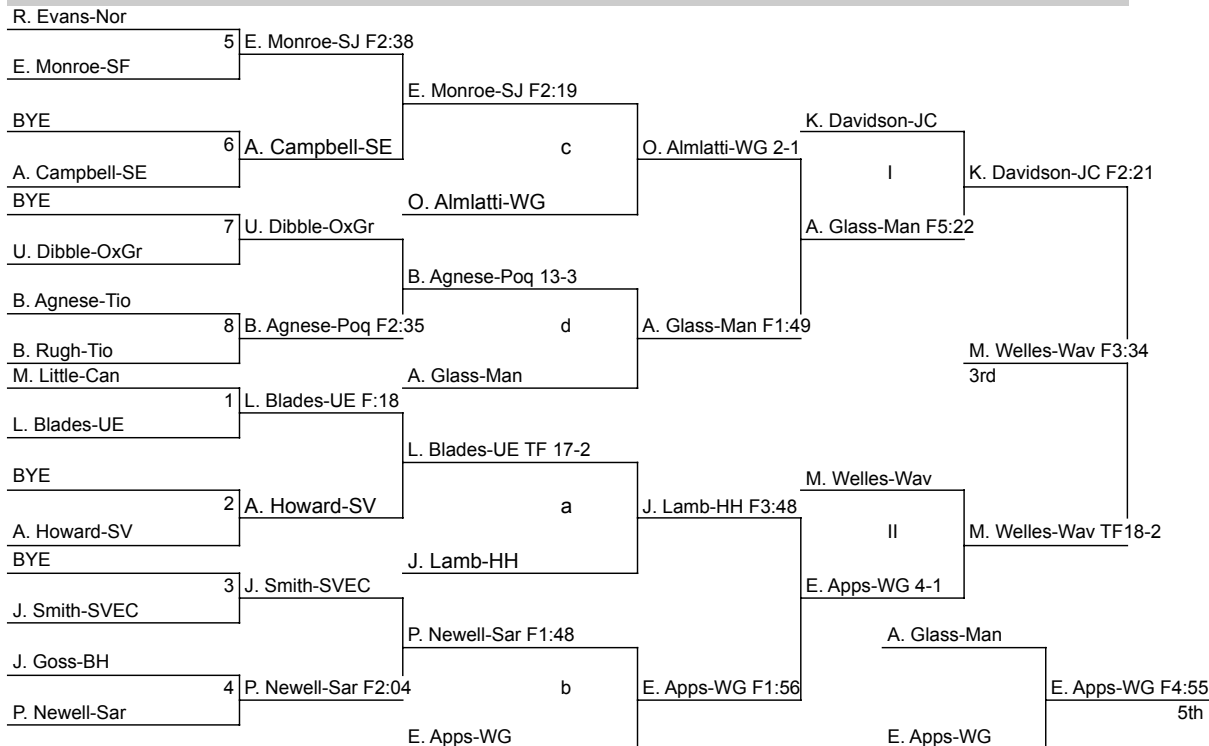 R. Evans-Nor
5 E. Monroe-SJ F2:38
E. Monroe-SF
E. Monroe-SJ F2:19
BYE
K. Davidson-JC
6 A. Campbell-SE
c
O. Almlatti-WG 2-1
A. Campbell-SE
I
K. Davidson-JC F2:21
BYE
O. Almlatti-WG
7 U. Dibble-OxGr
A. Glass-Man F5:22
U. Dibble-OxGr
B. Agnese-Poq 13-3
B. Agnese-Tio
8 B. Agnese-Poq F2:35
d
A. Glass-Man F1:49
B. Rugh-Tio
M. Welles-Wav F3:34
M. Little-Can
A. Glass-Man
3rd
1 L. Blades-UE F:18
L. Blades-UE
L. Blades-UE TF 17-2
BYE
M. Welles-Wav
2 A. Howard-SV
a
J. Lamb-HH F3:48
A. Howard-SV
II
M. Welles-Wav TF18-2
BYE
J. Lamb-HH
3 J. Smith-SVEC
E. Apps-WG 4-1
J. Smith-SVEC
P. Newell-Sar F1:48
A. Glass-Man
J. Goss-BH
4 P. Newell-Sar F2:04
b
E. Apps-WG F1:56
E. Apps-WG F4:55
P. Newell-Sar
5th
E. Apps-WG
E. Apps-WG